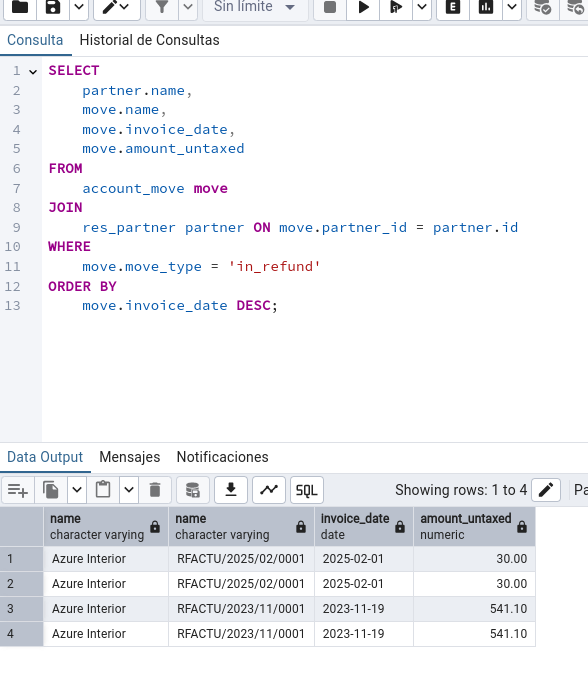 Sin límite
Consulta Historial de Consultas
1 SELECT
2 partner.name,
3 move.name,
4 move.invoice_date,
5 move.amount_untaxed
6 FROM
7 account_move move
8 JOIN
9 res_partner partner ON move.partner_id = partner.id
10 WHERE
11 move.move_type = 'in_refund'
12 ORDER BY
13 move.invoice_date DESC;
Data Output Mensajes Notificaciones
SQL Showing rows: 1 to 4
name name invoice_date amount_untaxed
character varying character varying date numeric
1 Azure Interior RFACTU/2025/02/0001 2025-02-01 30.00
2 Azure Interior RFACTU/2025/02/0001 2025-02-01 30.00
3 Azure Interior RFACTU/2023/11/0001 2023-11-19 541.10
4 Azure Interior RFACTU/2023/11/0001 2023-11-19 541.10